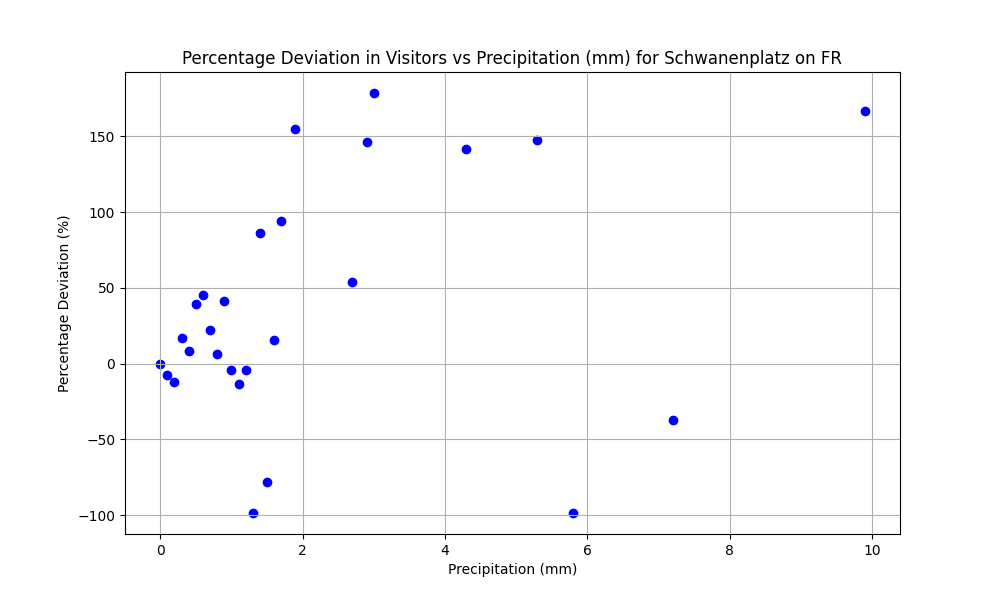 Percentage Deviation in Visitors vs Precipitation (mm) for Schwanenplatz on FR
Percentage Deviation (%)
150
100
50
0
−50
−100
0 2 4 6 8 10
Precipitation (mm)